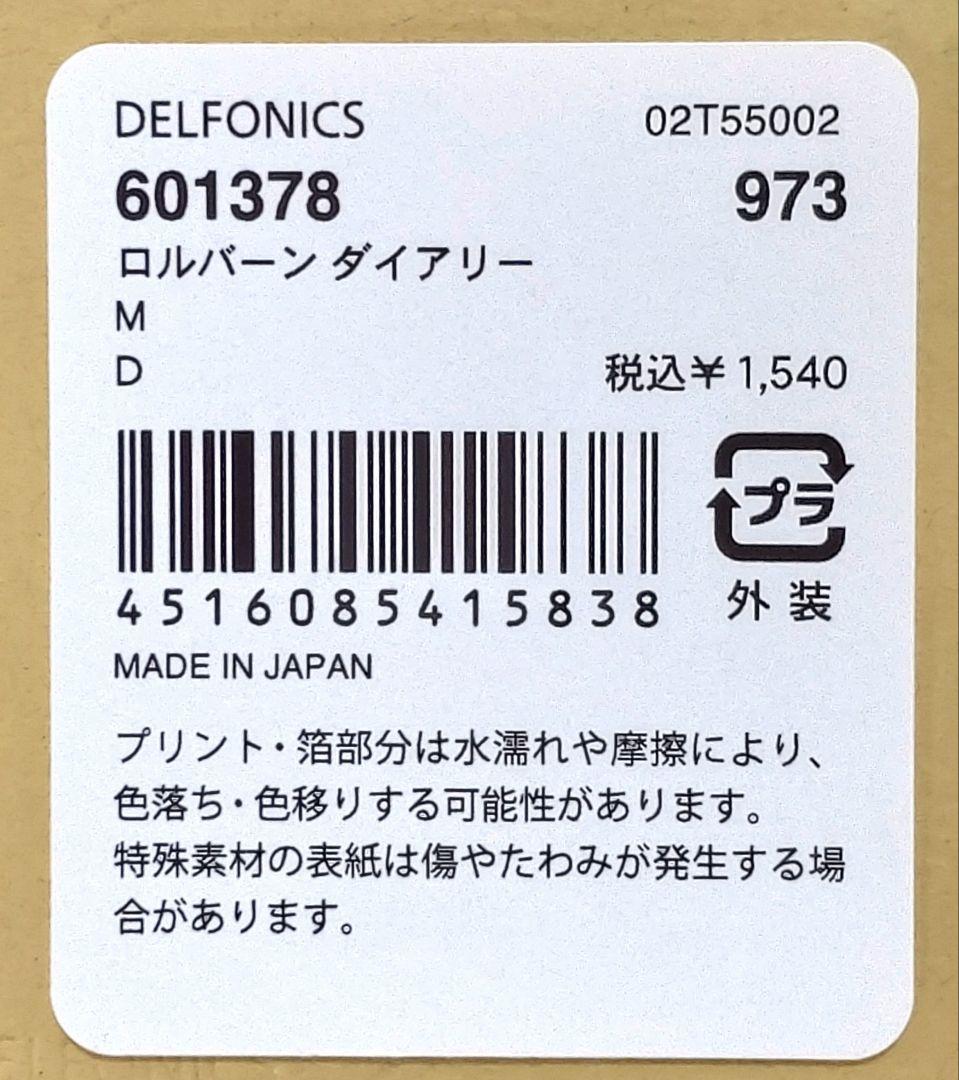 DELFONICS 02T55002
601378 973
ロルバーン ダイアリー
M
D 税込¥1,540
プラ
4516085415838 外装
MADE IN JAPAN
プリント・箔部分は水濡れや摩擦により、
色落ち・色移りする可能性があります。
特殊素材の表紙は傷やたわみが発生する場
合があります。